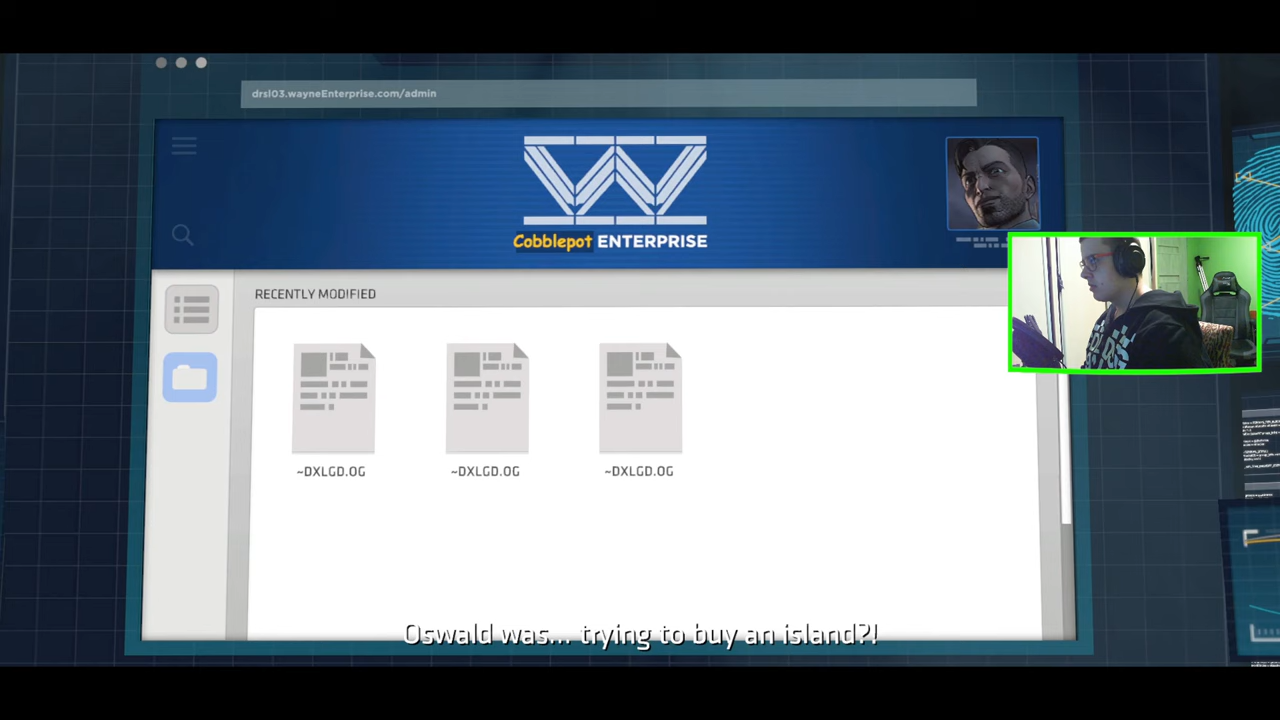 drsl03.wayneEnterprise.com/admin
Cobblepot ENTERPRISE
RECENTLY MODIFIED
~DXLGD.OG ~DXLGD.OG ~DXLGD.OG
Oswald was... trying to buy an island?!